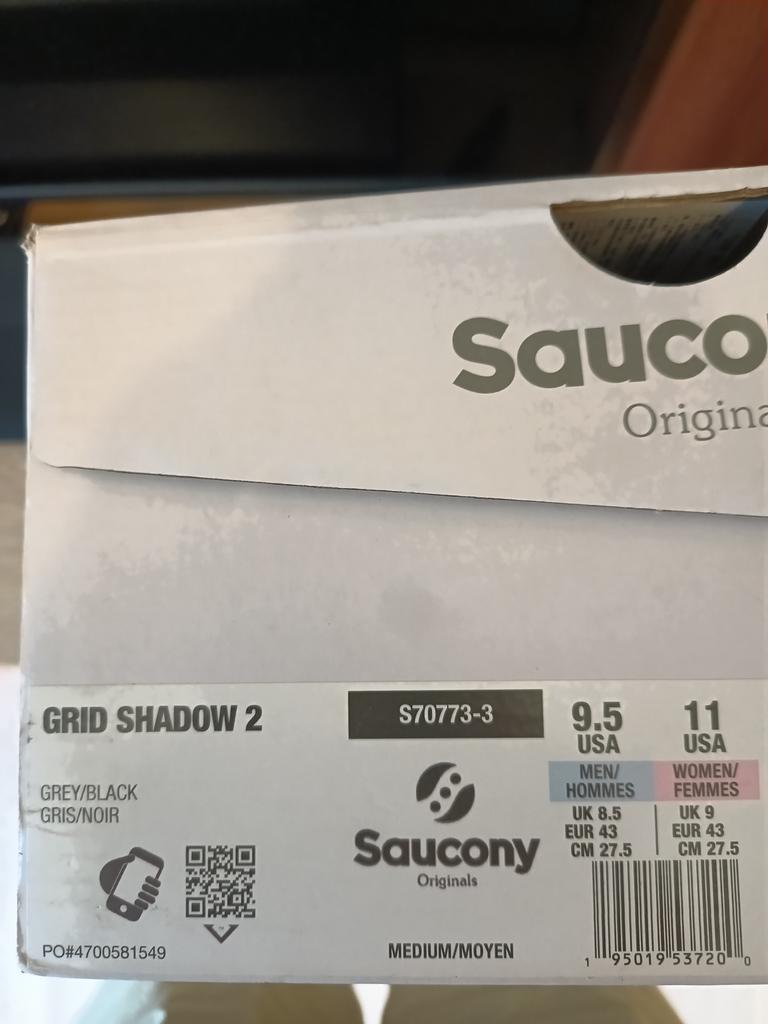 Sauco
Origina
GRID SHADOW 2
S70773-3
9.5
USA
11
USA
MEN/
HOMMES
WOMEN/
FEMMES
GREY/BLACK
GRIS/NOIR
UK 8.5
EUR 43
CM 27.5
UK 9
EUR 43
CM 27.5
Saucony
Originals
PO#4700581549
MEDIUM/MOYEN
1 95019 53720 0